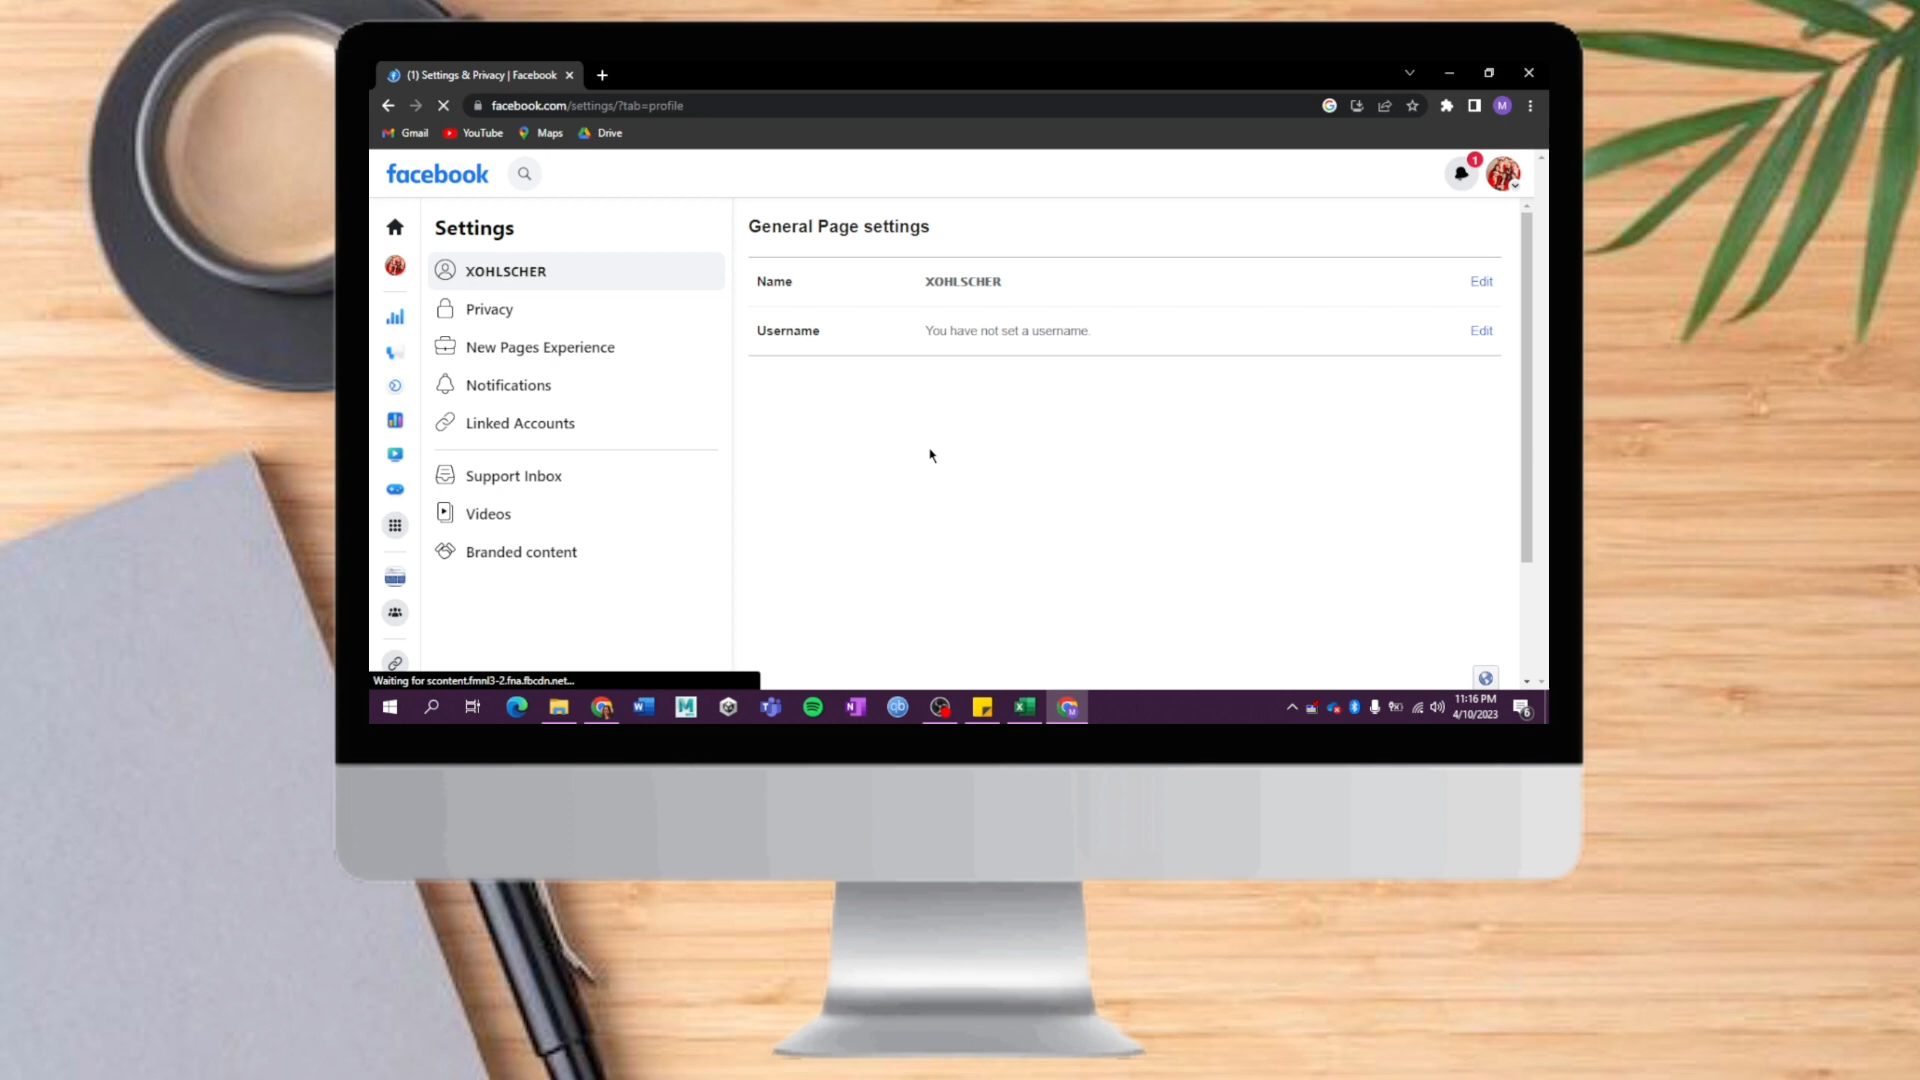 (1) Settings & Privacy | Facebook
facebook.com/settings/?tab=profile
M
Gmail YouTube Maps Drive
facebook
1
Settings
XOHLSCHER
Privacy
New Pages Experience
Notifications
Linked Accounts
Support Inbox
Videos
Branded content
General Page settings
Name XOHLSCHER Edit
Username You have not set a username. Edit
Waiting for scontent.fmnl3-2.fna.fbcdn.net...
11:16 PM
4/10/2023
6